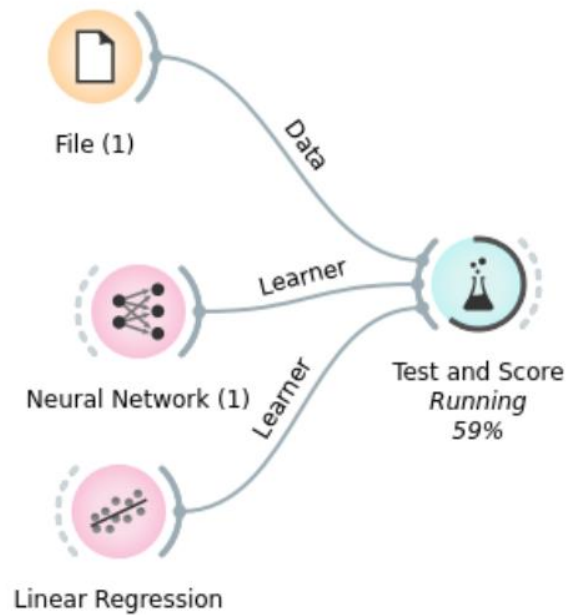 File (1)
Data
Learner
Neural Network (1)
Test and Score
Running
59%
Learner
Linear Regression